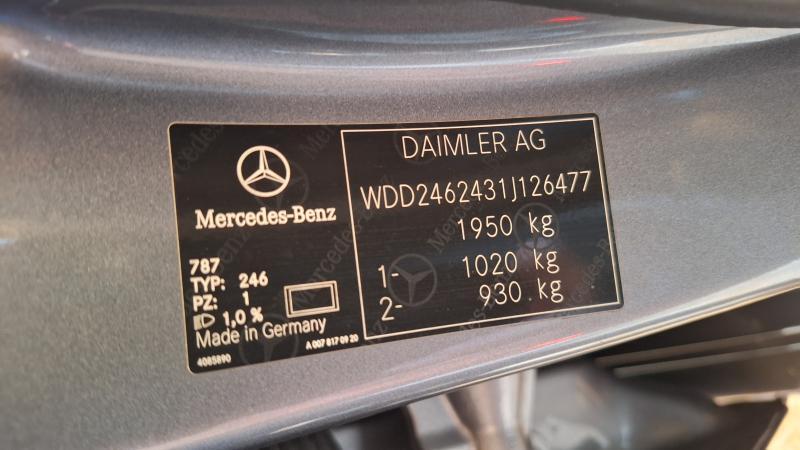 Mercedes-Benz
787
TYP: 246
PZ: 1
1,0 %
Made in Germany
4085890
A 007 817 09 20
DAIMLER AG
WDD2462431J126477
1950 kg
1- 1020 kg
2- 930 kg